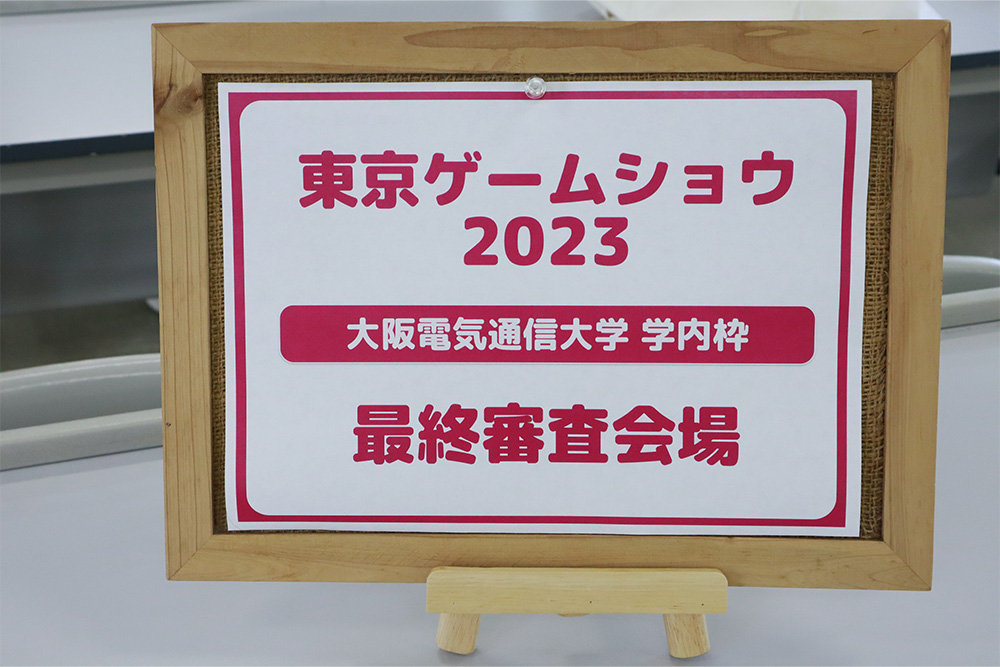 東京ゲームショウ
2023
大阪電気通信大学 学内枠
最終審査会場